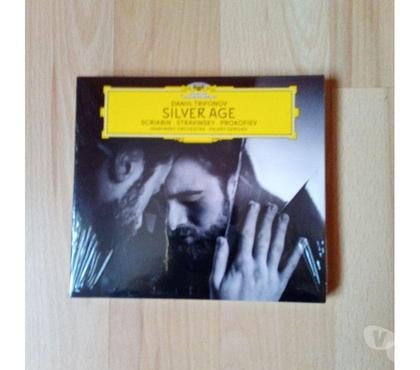 DANIIL TRIFONOV
SILVER AGE
SCRIABIN · STRAVINSKY · PROKOFIEV
MARIINSKY ORCHESTRA · VALERY GERGIEV